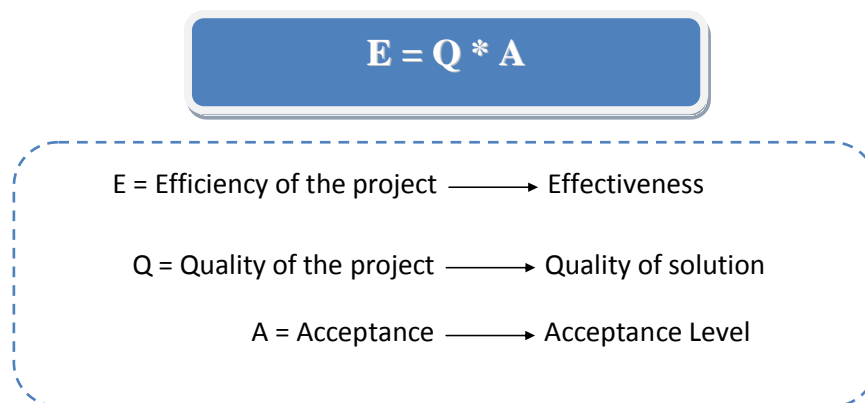 E = Q * A
E = Efficiency of the project Effectiveness
Q = Quality of the project Quality of solution
A = Acceptance Acceptance Level